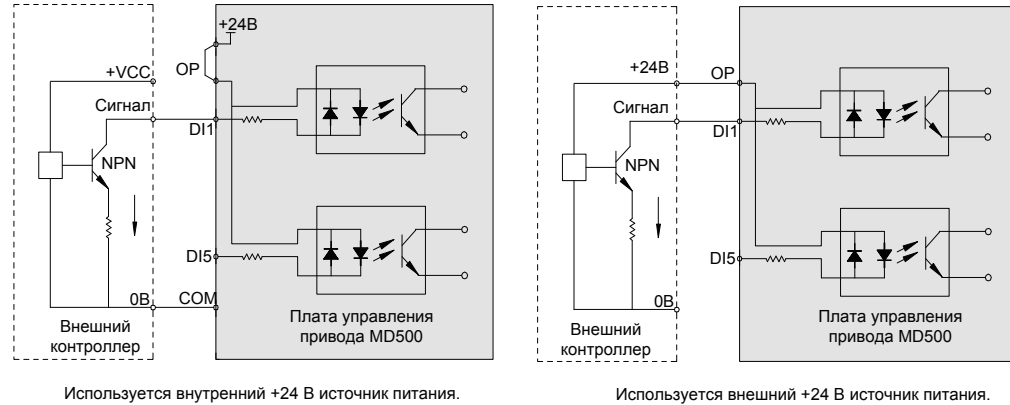 +24В
OP
+VCC
Сигнал
DI1
NPN
DI5
0В
COM
Внешний
контроллер
Плата управления
привода MD500
Используется внутренний +24 В источник питания.
+24В
OP
Сигнал
DI1
NPN
DI5
0В
Внешний
контроллер
Плата управления
привода MD500
Используется внешний +24 В источник питания.